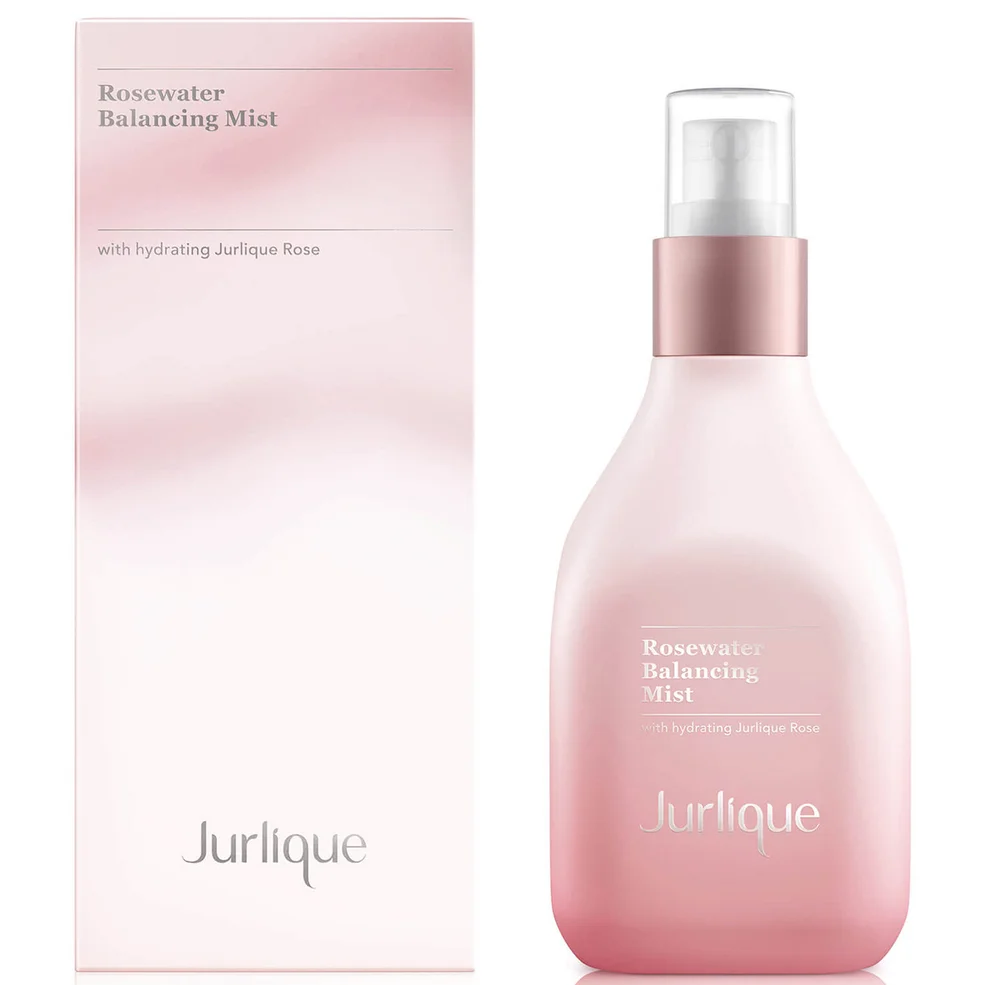 Rosewater
Balancing Mist
with hydrating Jurlique Rose
Jurlique
Rosewater
Balancing
Mist
with hydrating Jurlique Rose
Jurlique